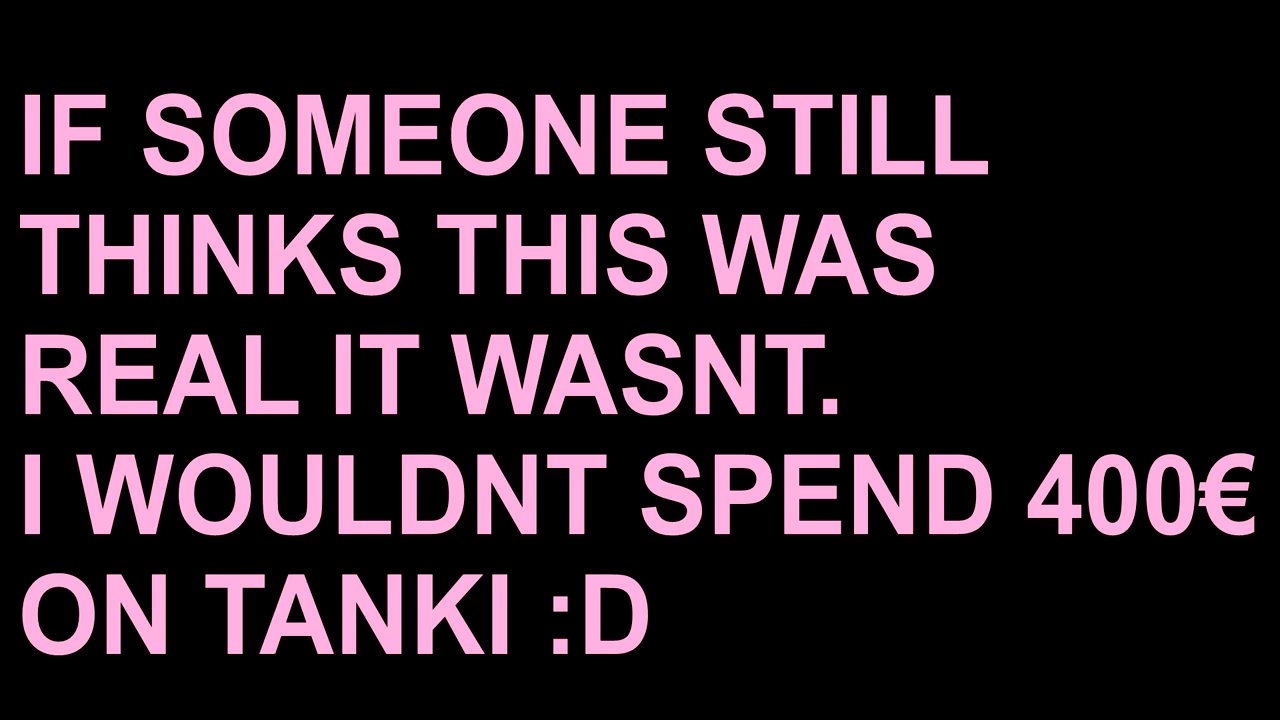 IF SOMEONE STILL
THINKS THIS WAS
REAL IT WASNT.
I WOULDNT SPEND 400€
ON TANKI :D